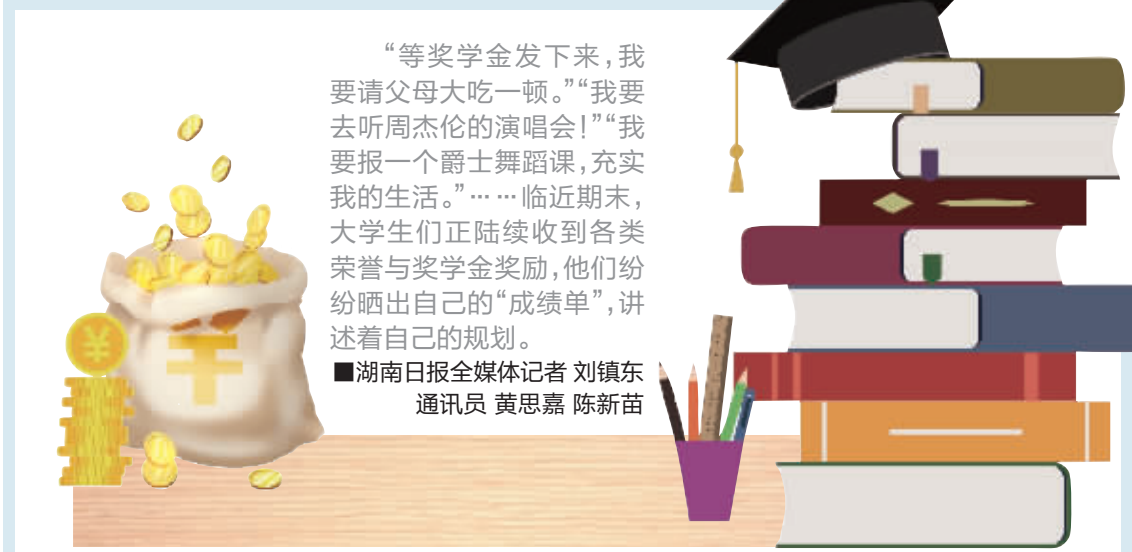 “等奖学金发下来，我
要请父母大吃一顿。”“我要
去听周杰伦的演唱会！”“我
要报一个爵士舞蹈课，充实
我的生活。”……临近期末，
大学生们正陆续收到各类
荣誉与奖学金奖励，他们纷
纷晒出自己的“成绩单”，讲
述着自己的规划。
■湖南日报全媒体记者 刘镇东
通讯员 黄思嘉 陈新苗
¥